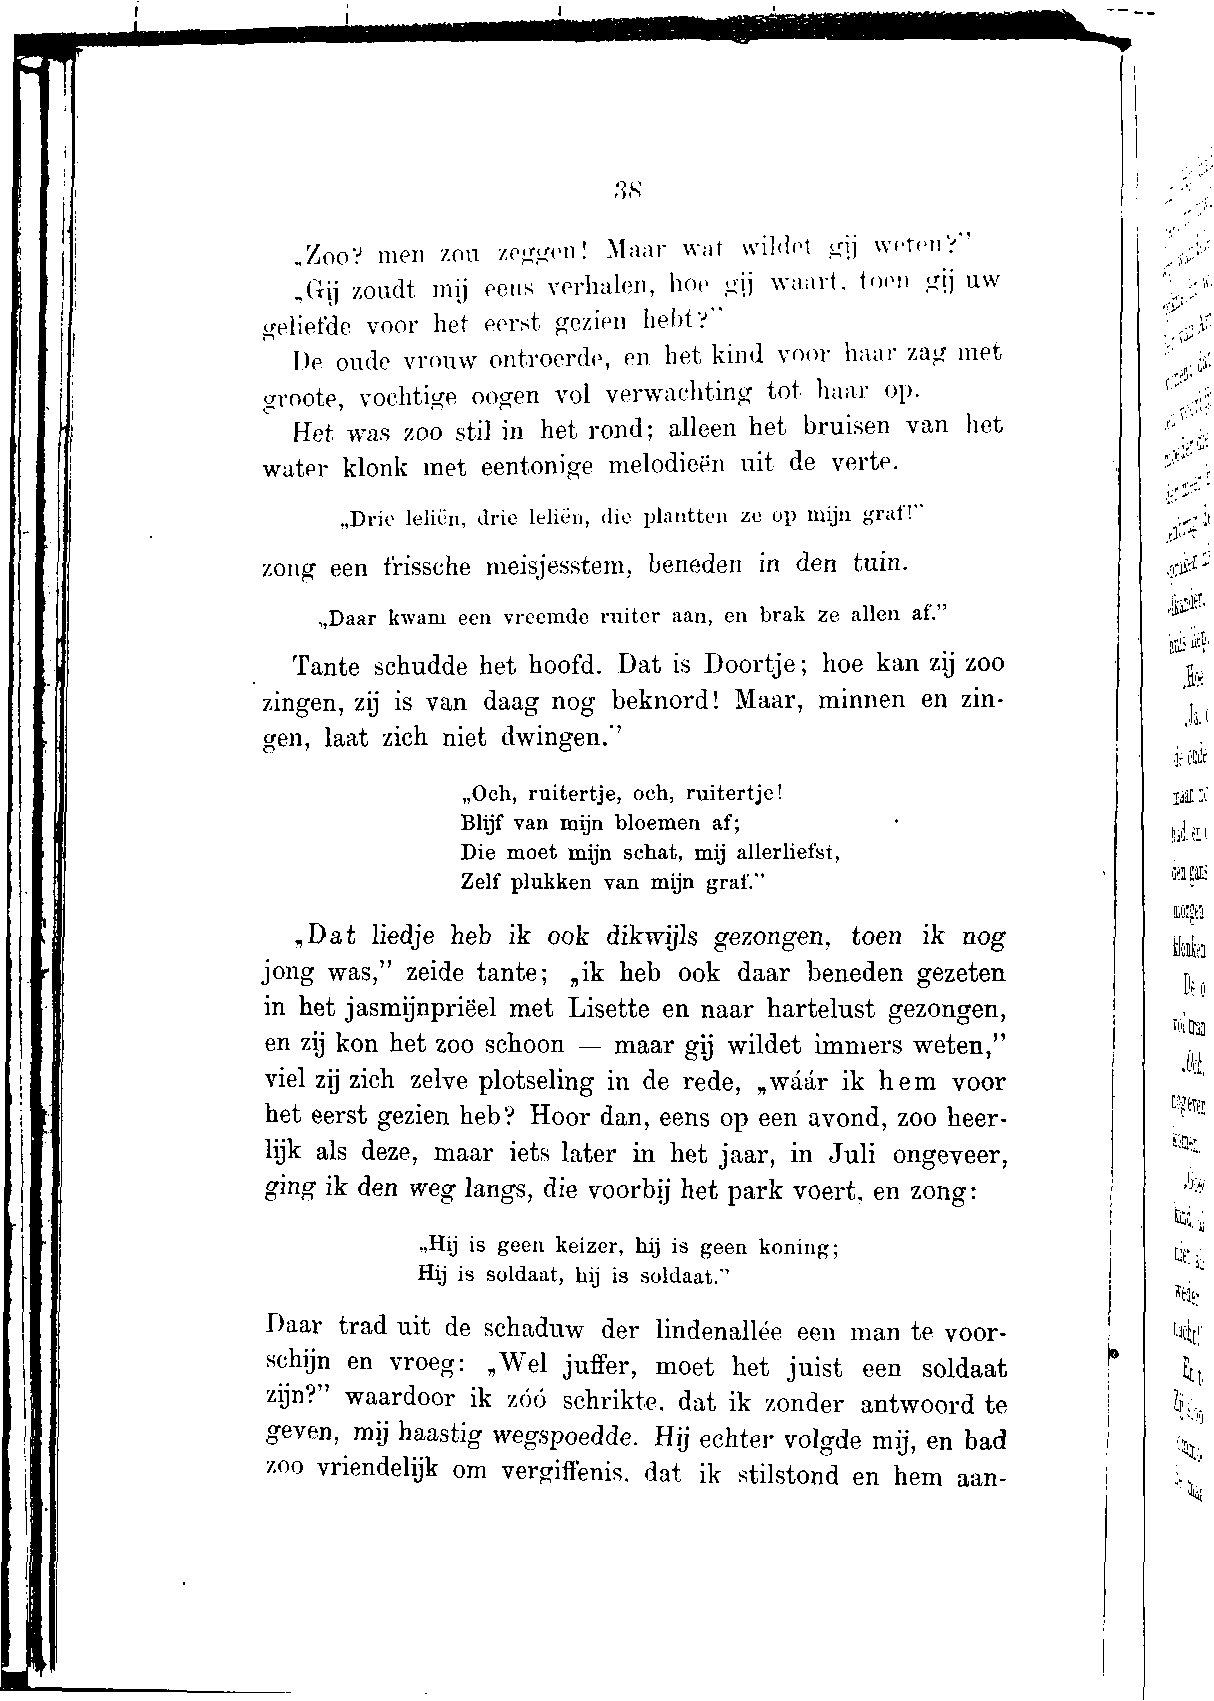 38
„Zoo? men zou zeggen! Maar wat wildet gij weten?”
„Gij zoudt mij eens verhalen, hoe gij waart, toen gij uw
geliefde voor het eerst gezien hebt?”
De oude vrouw ontroerde, en het kind voor haar zag met
groote, vochtige oogen vol verwachting tot haar op.
Het was zoo stil in het rond; alleen het bruisen van het
water klonk met eentonige melodieën uit de verte.
„Drie leliën, drie leliën, die plantten ze op mijn graf!”
zong een frissche meisjesstem, beneden in den tuin.
„Daar kwam een vreemde ruiter aan, en brak ze allen af.”
Tante schudde het hoofd. Dat is Doortje; hoe kan zij zoo
zingen, zij is van daag nog beknord! Maar, minnen en zin-
gen, laat zich niet dwingen.”
„Och, ruitertje, och, ruitertje!
Blijf van mijn bloemen af;
Die moet mijn schat, mij allerliefst,
Zelf plukken van mijn graf.”
„Dat liedje heb ik ook dikwijls gezongen, toen ik nog
jong was,” zeide tante; „ik heb ook daar beneden gezeten
in het jasmijnprieël met Lisette en naar hartelust gezongen,
en zij kon het zoo schoon — maar gij wildet immers weten,”
viel zij zich zelve plotseling in de rede, „wáár ik hem voor
het eerst gezien heb? Hoor dan, eens op een avond, zoo heer-
lijk als deze, maar iets later in het jaar, in Juli ongeveer,
ging ik den weg langs, die voorbij het park voert, en zong:
„Hij is geen keizer, hij is geen koning;
Hij is soldaat, hij is soldaat.”
Daar trad uit de schaduw der lindenallée een man te voor-
schijn en vroeg: „Wel juffer, moet het juist een soldaat
zijn?” waardoor ik zóó schrikte, dat ik zonder antwoord te
geven, mij haastig wegspoedde. Hij echter volgde mij, en bad
zoo vriendelijk om vergiffenis, dat ik stilstond en hem aan-